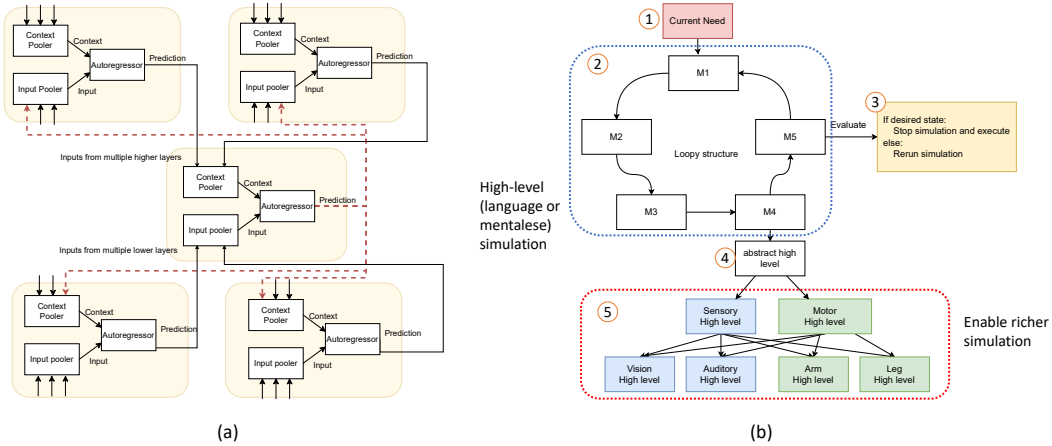 Context
Pooler
Context
Autoregressor
Prediction
Input Pooler
Input
Context
Pooler
Context
Autoregressor
Prediction
Input pooler
Input
Inputs from multiple higher layers
Context
Pooler
Context
Autoregressor
Prediction
Input pooler
Input
Inputs from multiple lower layers
Context
Pooler
Context
Autoregressor
Prediction
Input pooler
Input
Context
Pooler
Context
Autoregressor
Prediction
Input pooler
Input
(a)
1
Current Need
2
M1
M2
M5
Loopy structure
M3
M4
Evaluate
3
If desired state:
Stop simulation and execute
else:
Rerun simulation
High-level
(language or
mentalese)
simulation
4
abstract high
level
5
Sensory
High level
Motor
High level
Vision
High level
Auditory
High level
Arm
High level
Leg
High level
Enable richer
simulation
(b)